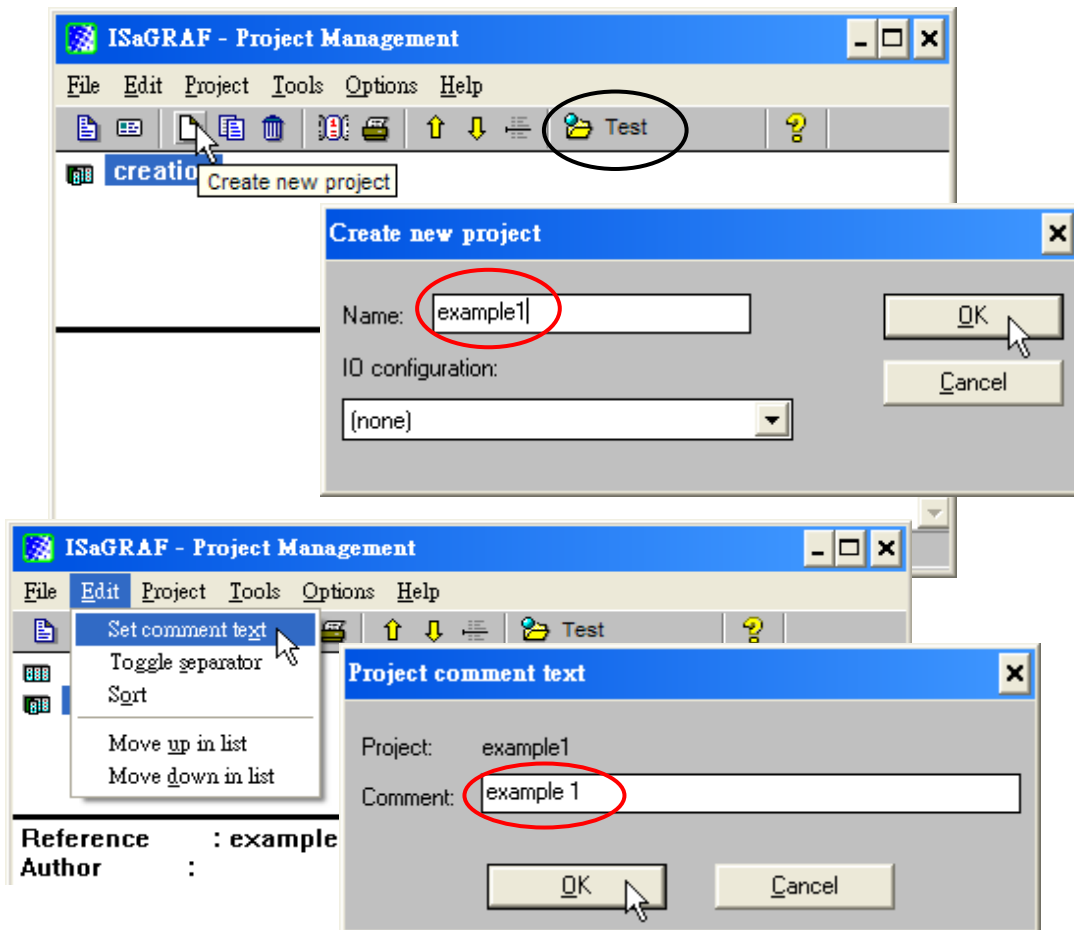 ISaGRAF - Project Management
File Edit Project Tools Options Help
Test
creation
Create new project
Create new project
Name: example1
OK
IO configuration:
Cancel
(none)
ISaGRAF - Project Management
File Edit Project Tools Options Help
Set comment text
Test
Toggle separator
Sort
Move up in list
Move down in list
Project comment text
Project: example1
Comment: example 1
OK Cancel
Reference : example
Author :